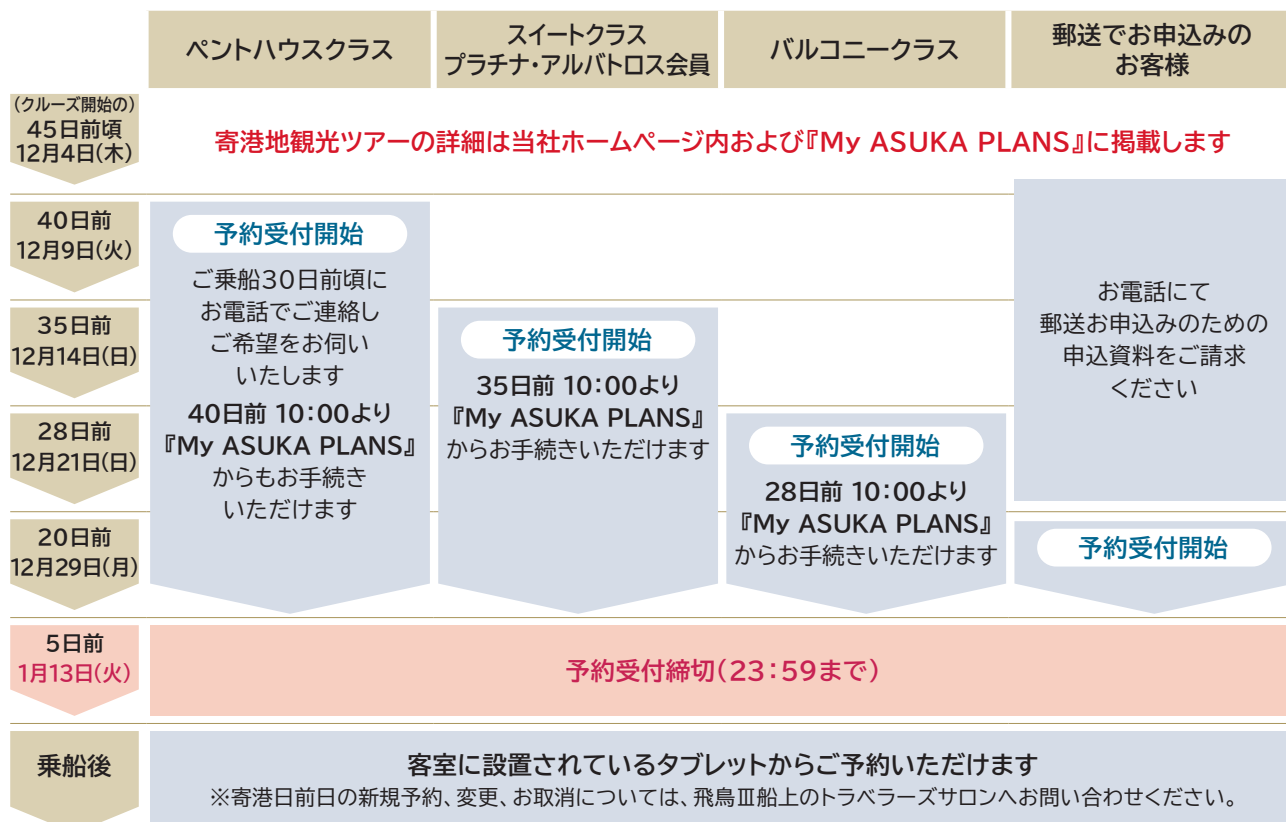 ペントハウスクラス
スイートクラス
プラチナ・アルバトロス会員
バルコニークラス
郵送でお申込みの
お客様
(クルーズ開始の)
45日前頃
12月4日(木)
寄港地観光ツアーの詳細は当社ホームページ内および『My ASUKA PLANS』に掲載します
40日前
12月9日(火)
予約受付開始
ご乗船30日前頃に
お電話でご連絡し
ご希望をお伺い
いたします
40日前 10:00より
『My ASUKA PLANS』
からもお手続き
いただけます
35日前
12月14日(日)
予約受付開始
35日前 10:00より
『My ASUKA PLANS』
からお手続きいただけます
28日前
12月21日(日)
予約受付開始
28日前 10:00より
『My ASUKA PLANS』
からお手続きいただけます
お電話にて
郵送お申込みのための
申込資料をご請求
ください
20日前
12月29日(月)
予約受付開始
5日前
1月13日(火)
予約受付締切(23:59まで)
乗船後
客室に設置されているタブレットからご予約いただけます
※寄港日前日の新規予約、変更、お取消については、飛鳥Ⅲ船上のトラベラーズサロンへお問い合わせください。